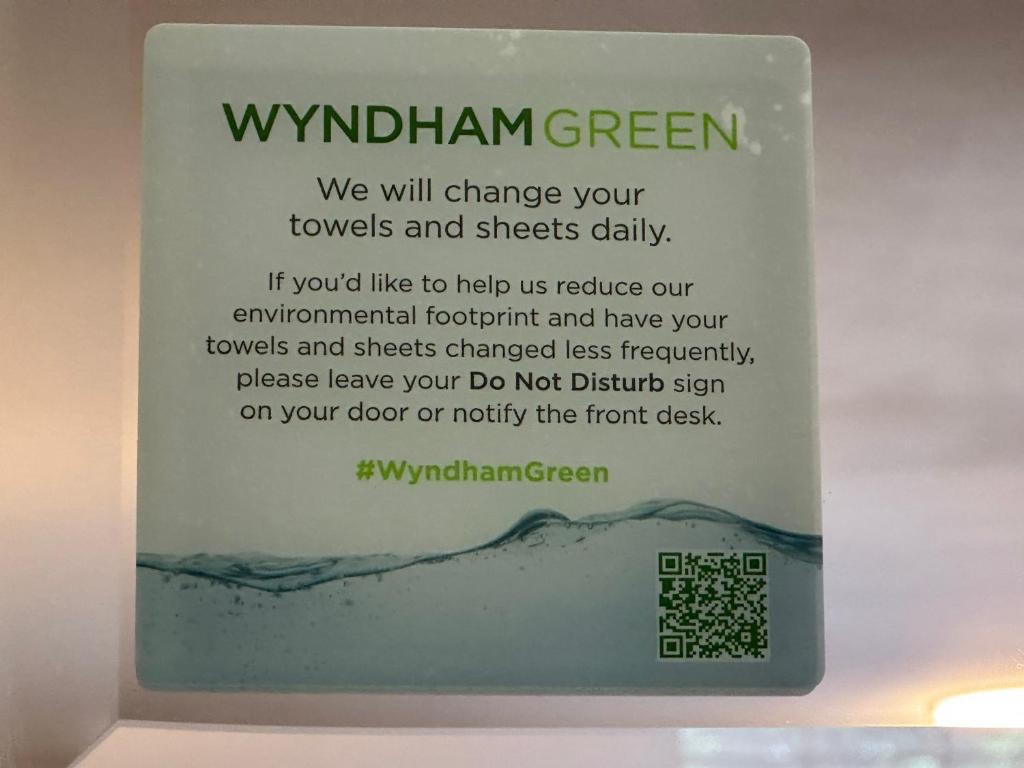 WYNDHAM GREEN
We will change your
towels and sheets daily.
If you'd like to help us reduce our
environmental footprint and have your
towels and sheets changed less frequently,
please leave your Do Not Disturb sign
on your door or notify the front desk.
#WyndhamGreen